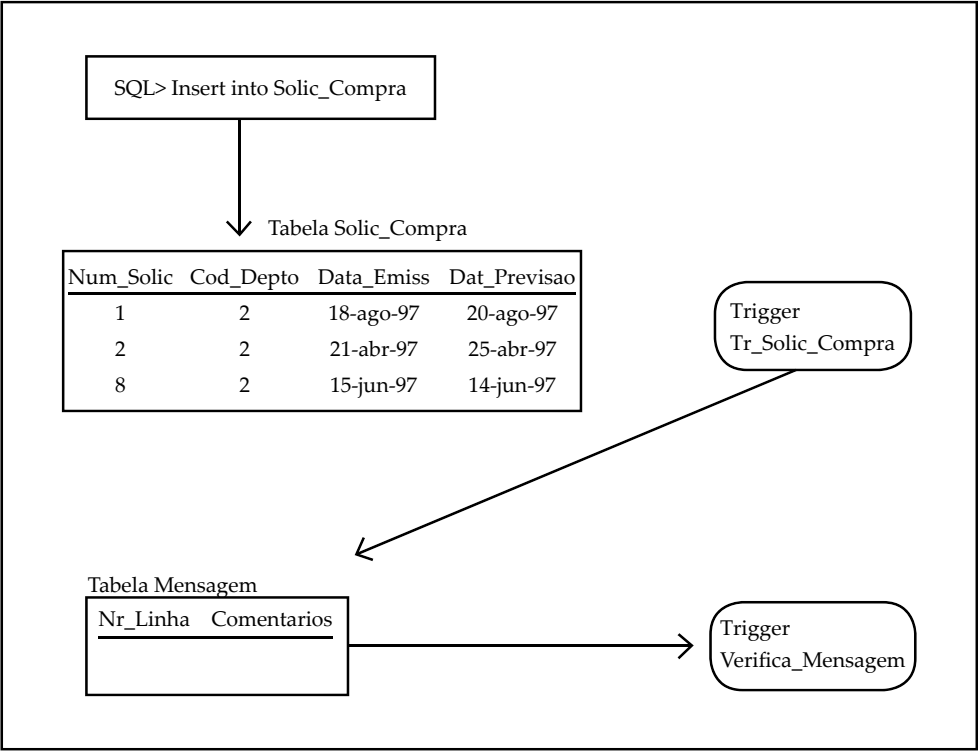 SQL> Insert into Solic_Compra
Tabela Solic_Compra
Num_Solic Cod_Depto Data_Emiss Dat_Previsao
1 2 18-ago-97 20-ago-97
2 2 21-abr-97 25-abr-97
8 2 15-jun-97 14-jun-97
Trigger
Tr_Solic_Compra
Tabela Mensagem
Nr_Linha Comentarios
Trigger
Verifica_Mensagem